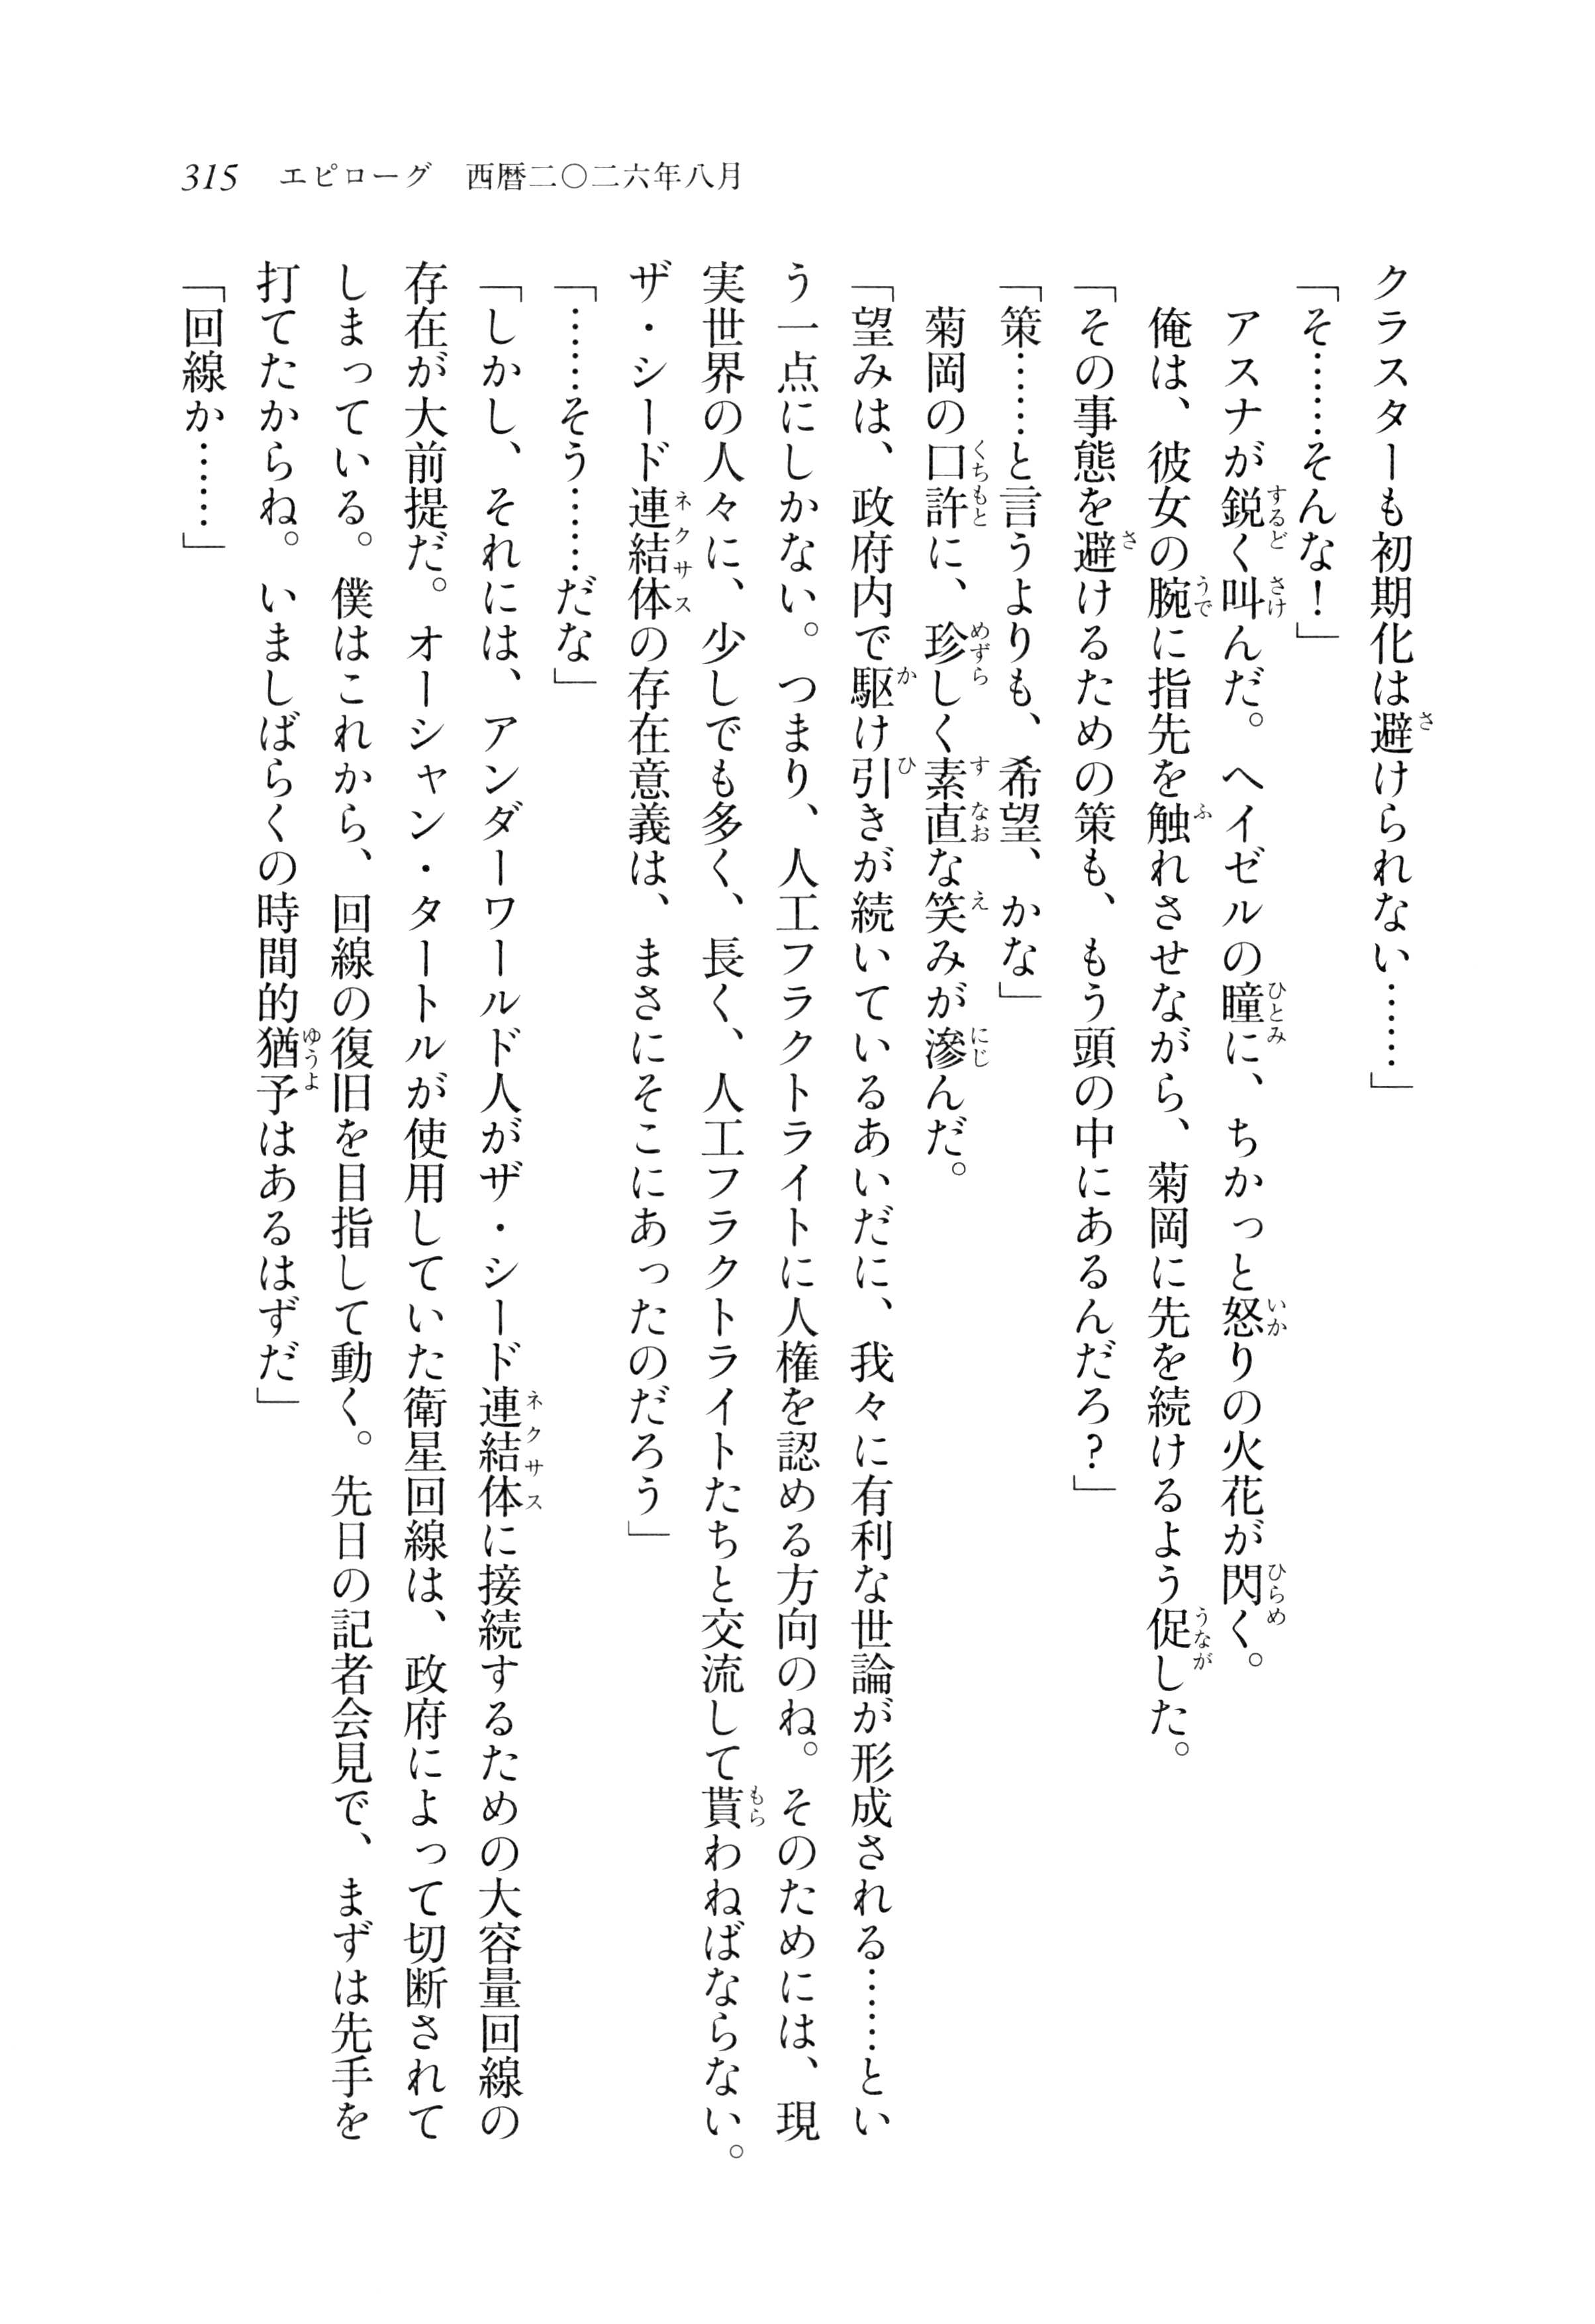 315 エピローグ 西暦二〇二六年八月
クラスターも初期化は避けられない……」
「そ……そんな！」
アスナが鋭く叫んだ。ヘイゼルの瞳に、ちかっと怒りの火花が閃く。
俺は、彼女の腕に指先を触れさせながら、菊岡に先を続けるよう促した。
「その事態を避けるための策も、もう頭の中にあるんだろ？」
「策……と言うよりも、希望、かな」
菊岡の口許に、珍しく素直な笑みが滲んだ。
「望みは、政府内で駆け引きが続いているあいだに、我々に有利な世論が形成される……とい
う一点にしかない。つまり、人工フラクトライトに人権を認める方向のね。そのためには、現
実世界の人々に、少しでも多く、長く、人工フラクトライトたちと交流して貰わねばならない。
ザ・シード連結体の存在意義は、まさにそこにあったのだろう」
「……そう……だな」
「しかし、それには、アンダーワールド人がザ・シード連結体に接続するための大容量回線の
存在が大前提だ。オーシャン・タートルが使用していた衛星回線は、政府によって切断されて
しまっている。僕はこれから、回線の復旧を目指して動く。先日の記者会見で、まずは先手を
打てたからね。いましばらくの時間的猶予はあるはずだ」
「回線か……」